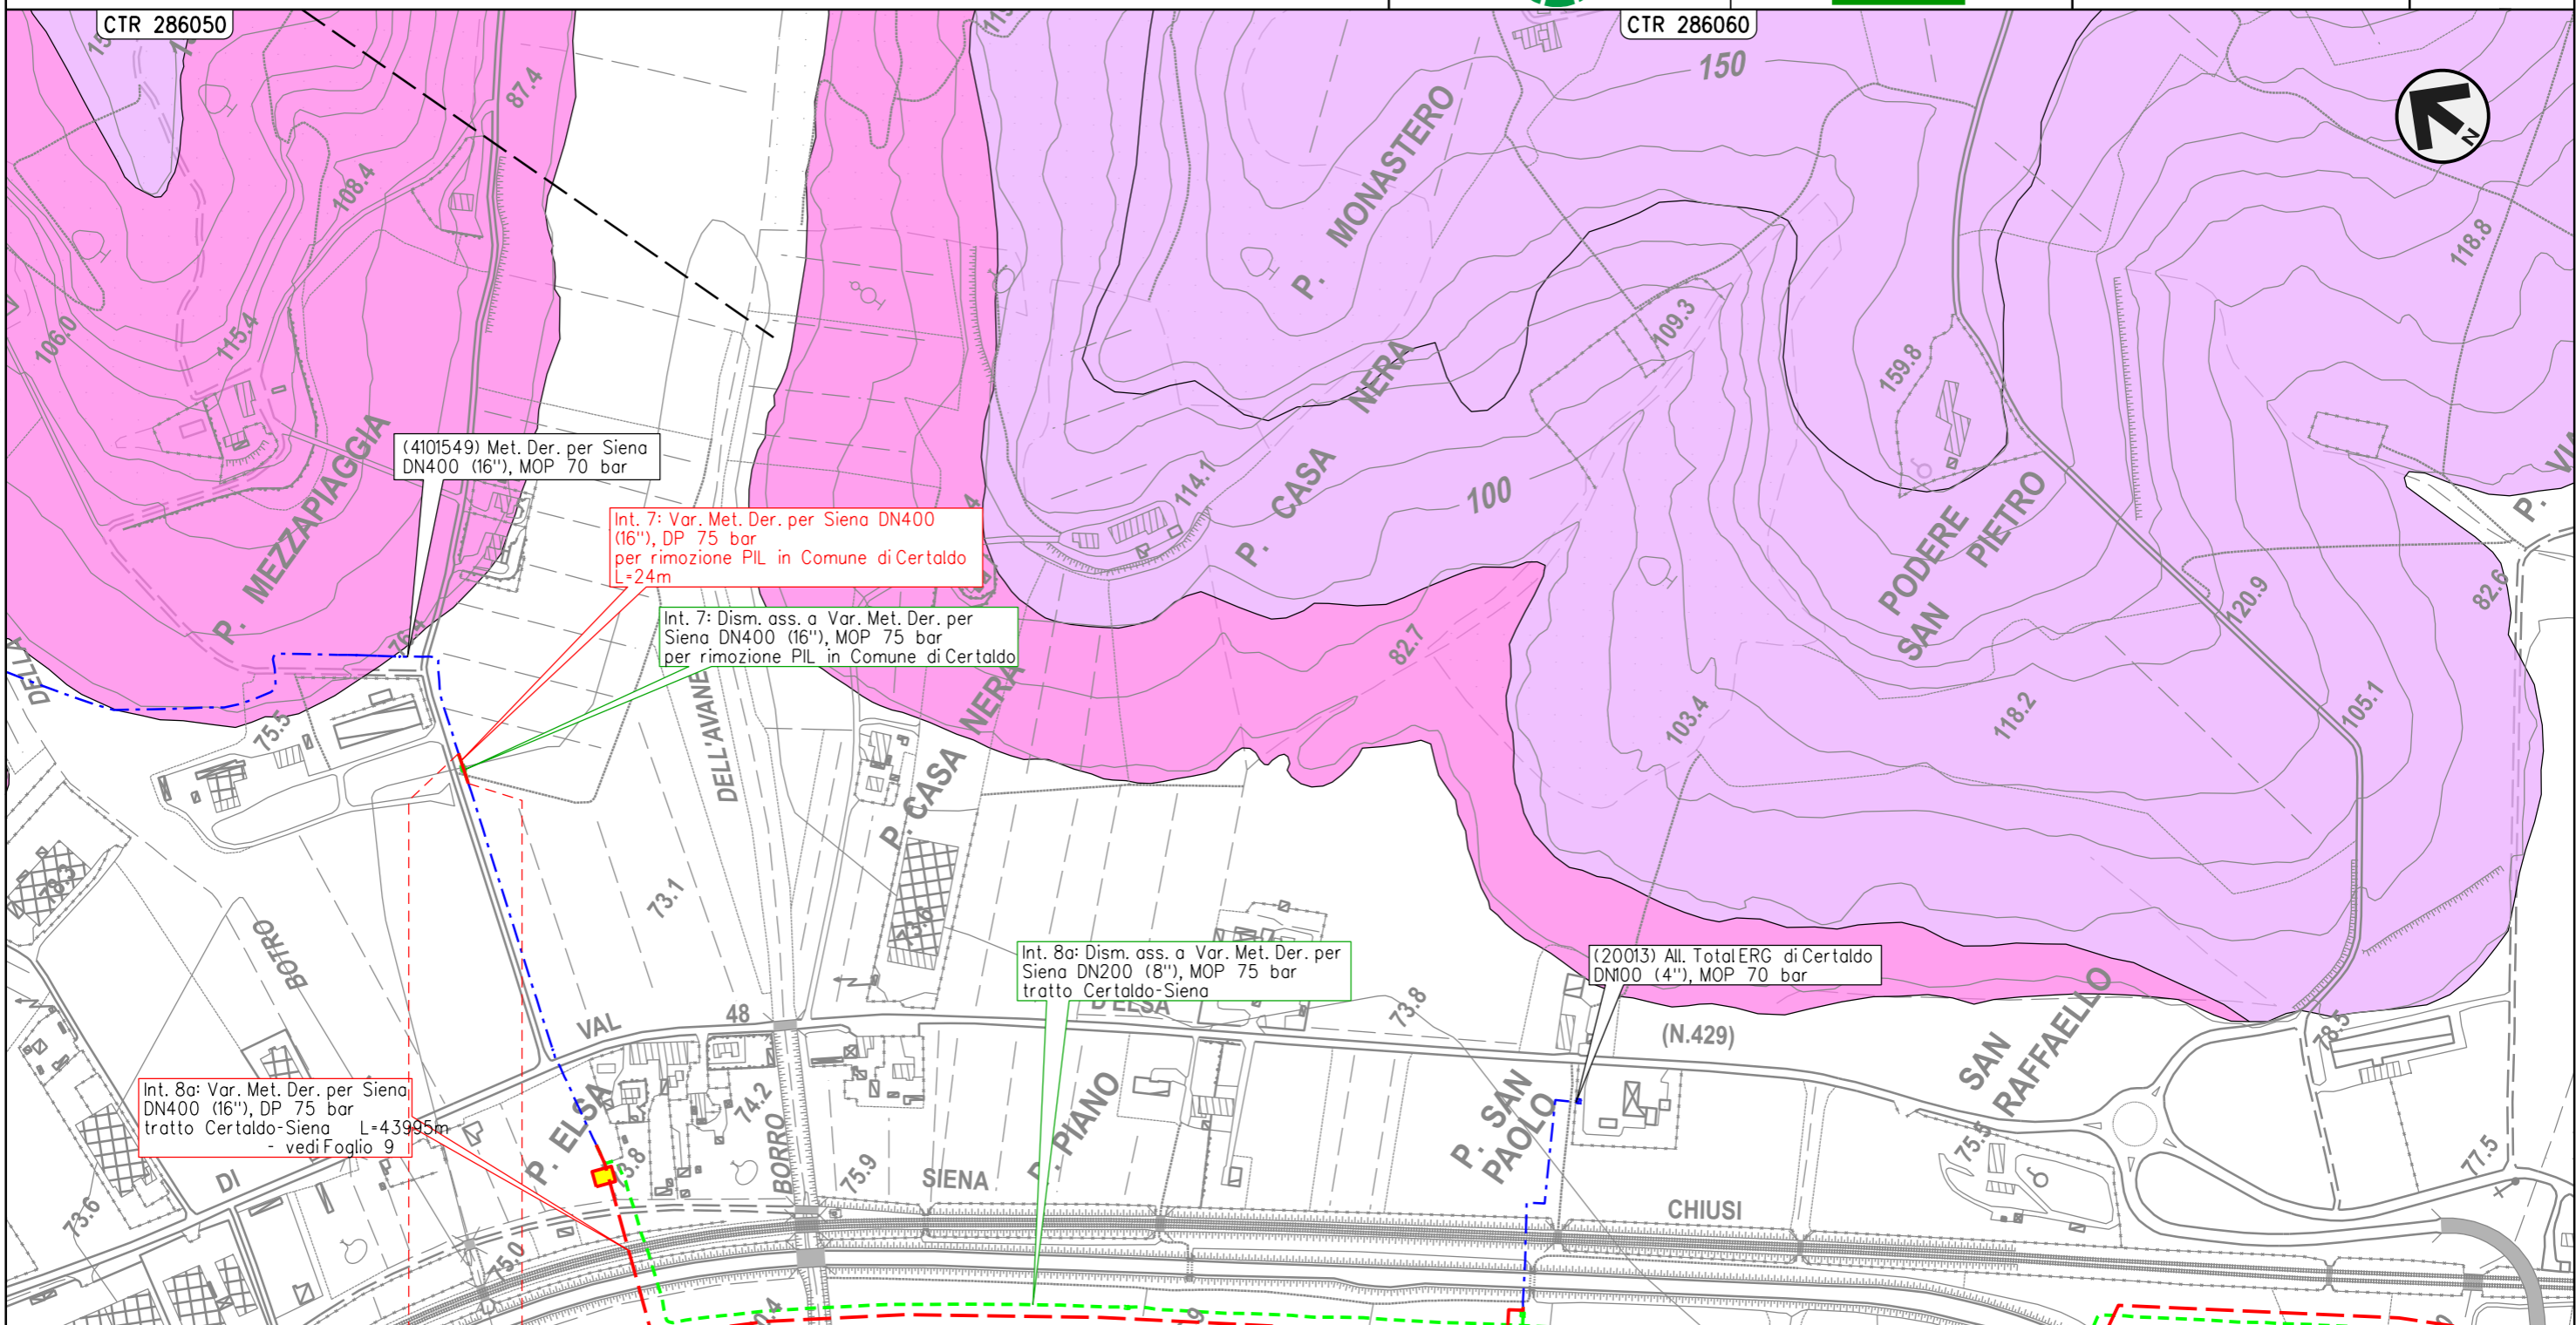 CTR 286050
CTR 286060
N
150
87.4
108.4
P. MONASTERO
118.8
109.3
106.0
115.4
159.8
P. CASA NERA
114.1
100
P. MEZZAPIAGGIA
(4101549) Met. Der. per Siena
DN400 (16"), MOP 70 bar
Int. 7: Var. Met. Der. per Siena DN400
(16"), DP 75 bar
per rimozione PIL in Comune di Certaldo
L=24m
Int. 7: Dism. ass. a Var. Met. Der. per
Siena DN400 (16"), MOP 75 bar
per rimozione PIL in Comune di Certaldo
PODERE
SAN PIETRO
120.9
82.6
P.
82.7
76.4
DELLA
75.5
DELL'AVANE
P. CASA NERA
103.4
118.2
105.1
78.3
73.1
73.6
BOTRO
Int. 8a: Dism. ass. a Var. Met. Der. per
Siena DN200 (8"), MOP 75 bar
tratto Certaldo-Siena
(20013) All. TotalERG di Certaldo
DN100 (4"), MOP 70 bar
VAL
48
D'ELSA
73.8
(N.429)
SAN
RAFFAELLO
78.5
Int. 8a: Var. Met. Der. per Siena
DN400 (16"), DP 75 bar
tratto Certaldo-Siena L=43995m
- vedi Foglio 9
P. ELSA
74.2
BORRO
P. PIANO
P. SAN
PAOLO
75.5
77.5
DI
73.6
73.8
75.9
SIENA
CHIUSI
75.0